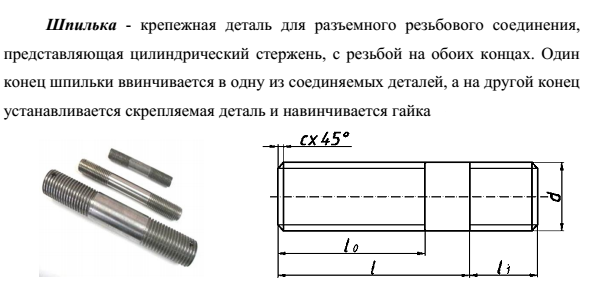 Шпилька - крепежная деталь для разъемного резьбового соединения,
представляющая цилиндрический стержень, с резьбой на обоих концах. Один
конец шпильки ввинчивается в одну из соединяемых деталей, а на другой конец
устанавливается скрепляемая деталь и навинчивается гайка
cx45°
d
l₀
l
l₁